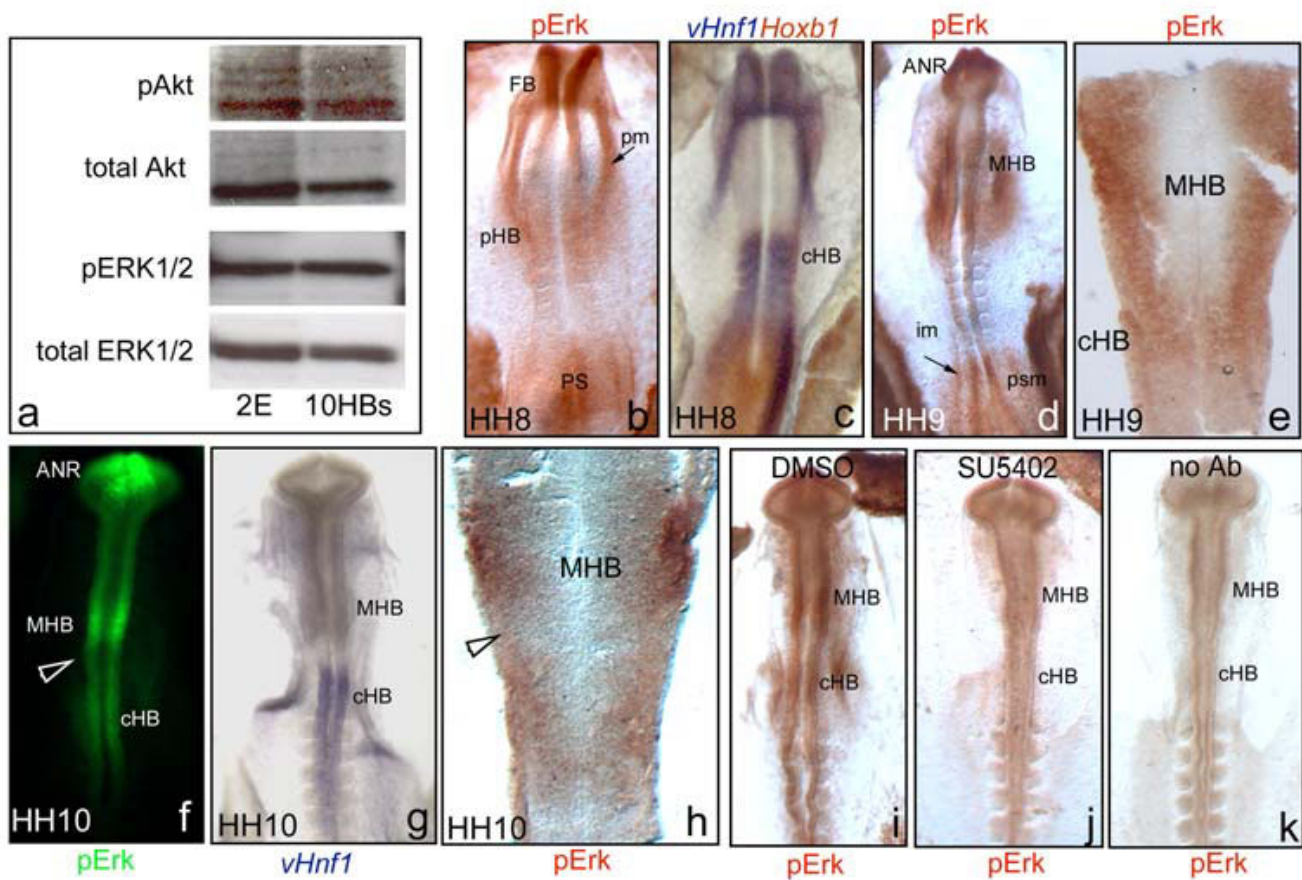 pAkt
total Akt
pERK1/2
total ERK1/2
2E 10HBs
a
pErk
FB
pm
pHB
PS
HH8 b
vHnf1Hoxb1
cHB
HH8 c
pErk
ANR
MHB
im
psm
HH9 d
pErk
MHB
cHB
HH9 e
ANR
MHB
cHB
HH10 f
pErk
MHB
cHB
HH10 g
vHnf1
MHB
HH10 h
pErk
DMSO
MHB
cHB
i
pErk
SU5402
MHB
cHB
j
pErk
no Ab
MHB
cHB
k
pErk